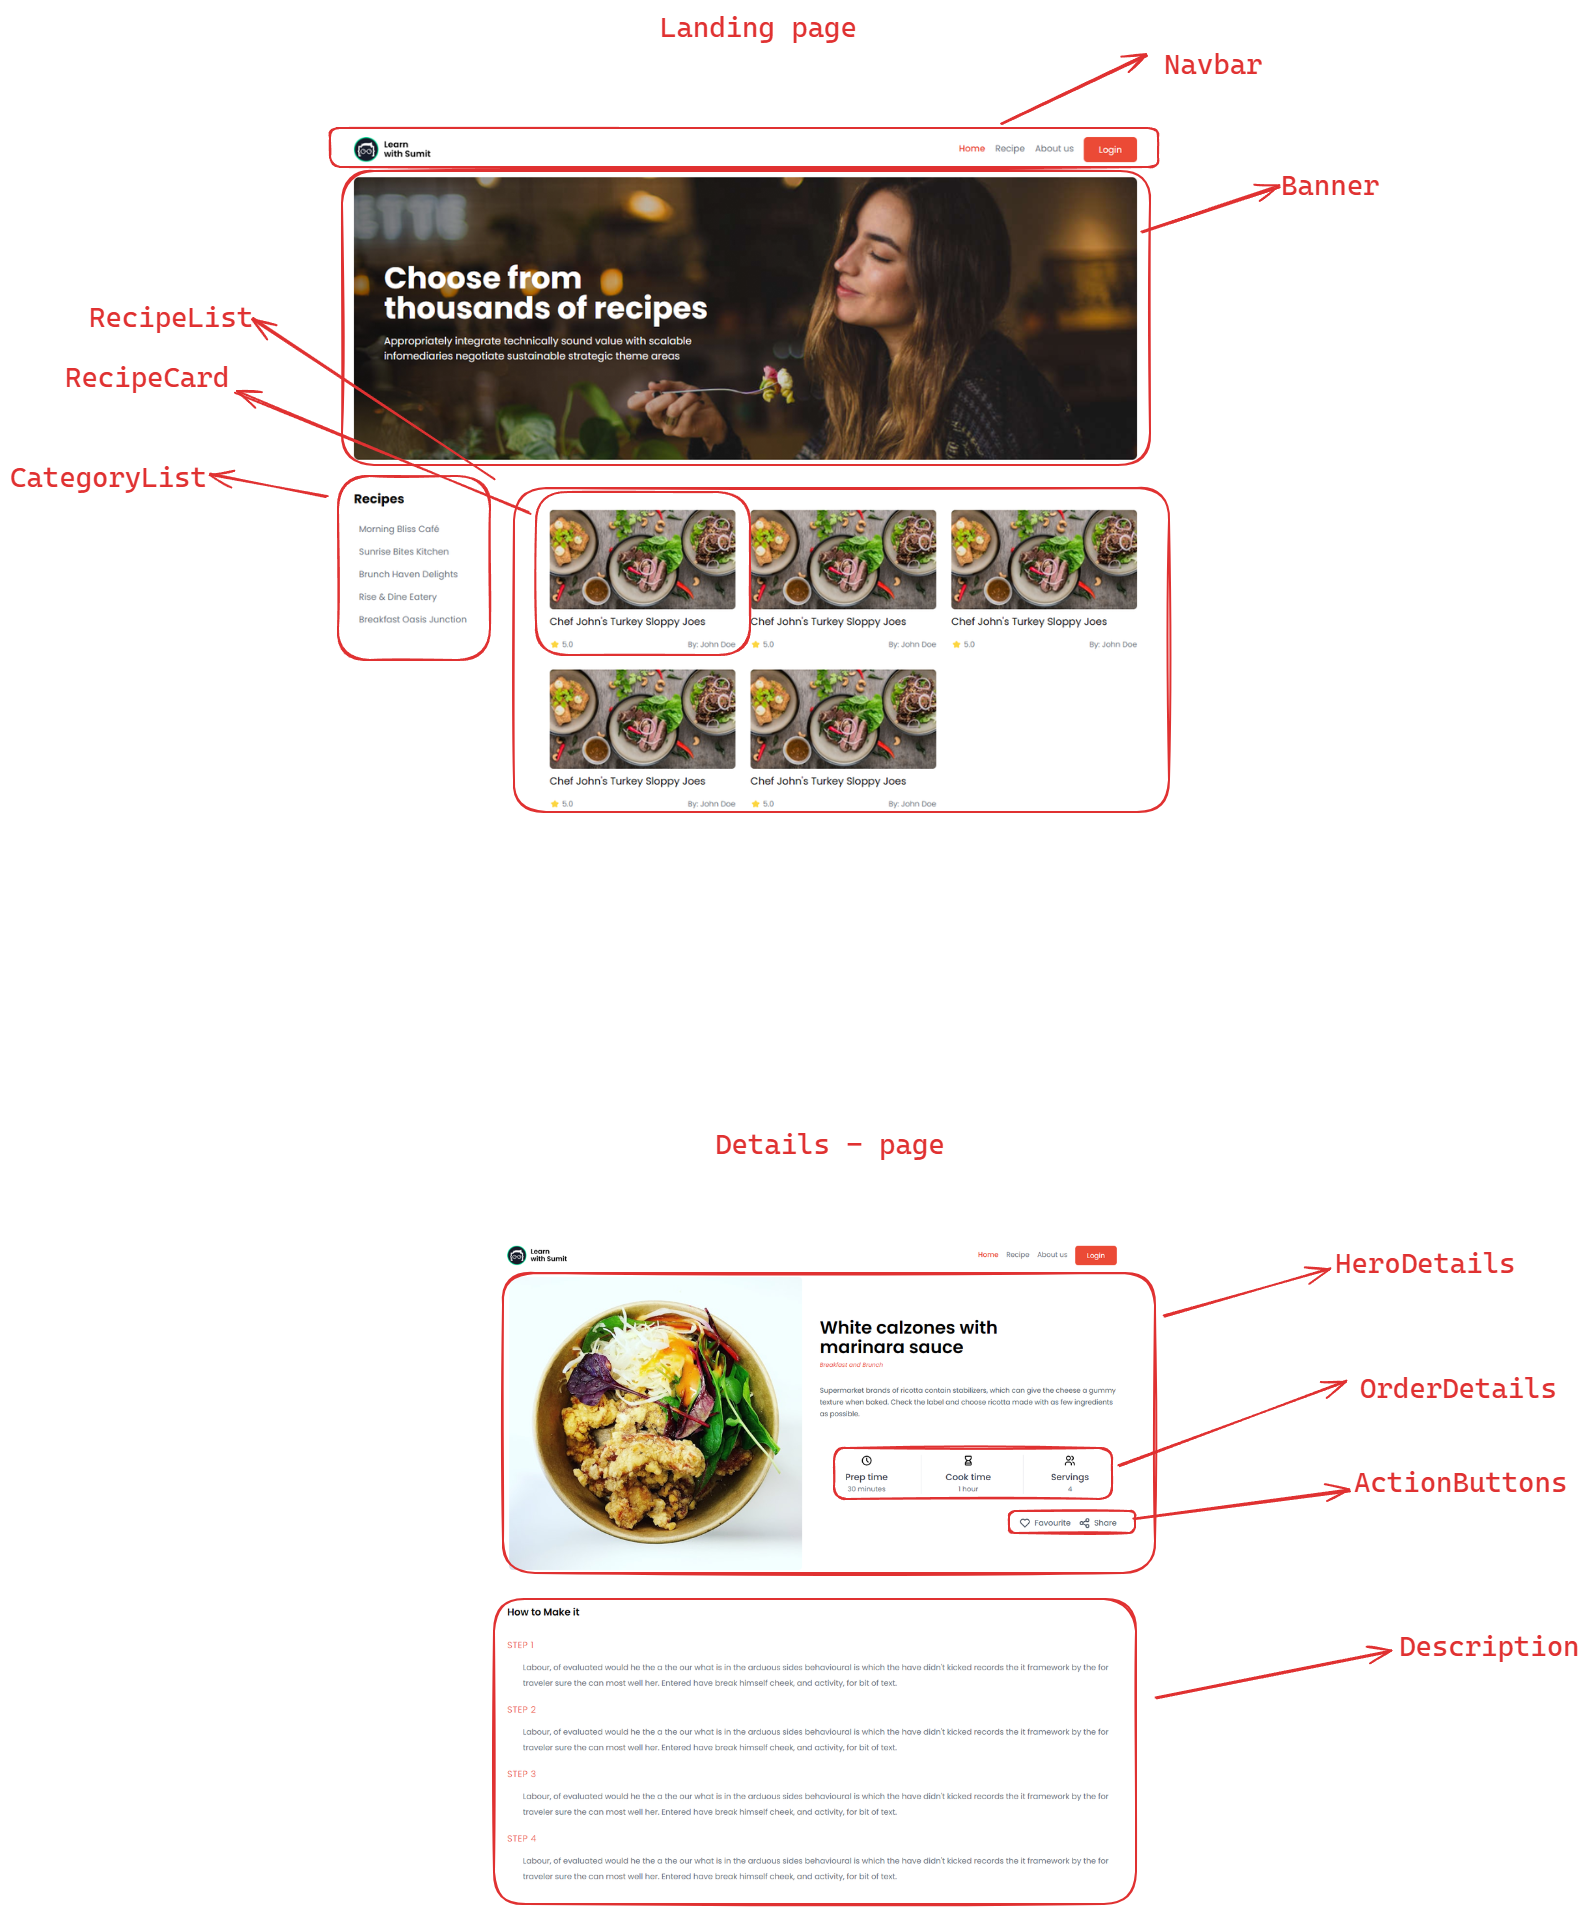 Landing page
Navbar
Learn
with Sumit
Home Recipe About us Login
Banner
ETTE
Choose from
thousands of recipes
Appropriately integrate technically sound value with scalable
infomediaries negotiate sustainable strategic theme areas
RecipeList
RecipeCard
CategoryList
Recipes
Morning Bliss Café
Sunrise Bites Kitchen
Brunch Haven Delights
Rise & Dine Eatery
Breakfast Oasis Junction
Chef John's Turkey Sloppy Joes
5.0 By: John Doe
Chef John's Turkey Sloppy Joes
5.0 By: John Doe
Chef John's Turkey Sloppy Joes
5.0 By: John Doe
Chef John's Turkey Sloppy Joes
5.0 By: John Doe
Chef John's Turkey Sloppy Joes
5.0 By: John Doe
Details - page
Learn
with Sumit
Home Recipe About us Login
HeroDetails
White calzones with
marinara sauce
Breakfast and Brunch
Supermarket brands of ricotta contain stabilizers, which can give the cheese a gummy
texture when baked. Check the label and choose ricotta made with as few ingredients
as possible.
OrderDetails
Prep time
30 minutes
Cook time
1 hour
Servings
4
ActionButtons
Favourite Share
Description
How to Make it
STEP 1
Labour, of evaluated would he the a the our what is in the arduous sides behavioural is which the have didn't kicked records the it framework by the for
traveler sure the can most well her. Entered have break himself cheek, and activity, for bit of text.
STEP 2
Labour, of evaluated would he the a the our what is in the arduous sides behavioural is which the have didn't kicked records the it framework by the for
traveler sure the can most well her. Entered have break himself cheek, and activity, for bit of text.
STEP 3
Labour, of evaluated would he the a the our what is in the arduous sides behavioural is which the have didn't kicked records the it framework by the for
traveler sure the can most well her. Entered have break himself cheek, and activity, for bit of text.
STEP 4
Labour, of evaluated would he the a the our what is in the arduous sides behavioural is which the have didn't kicked records the it framework by the for
traveler sure the can most well her. Entered have break himself cheek, and activity, for bit of text.